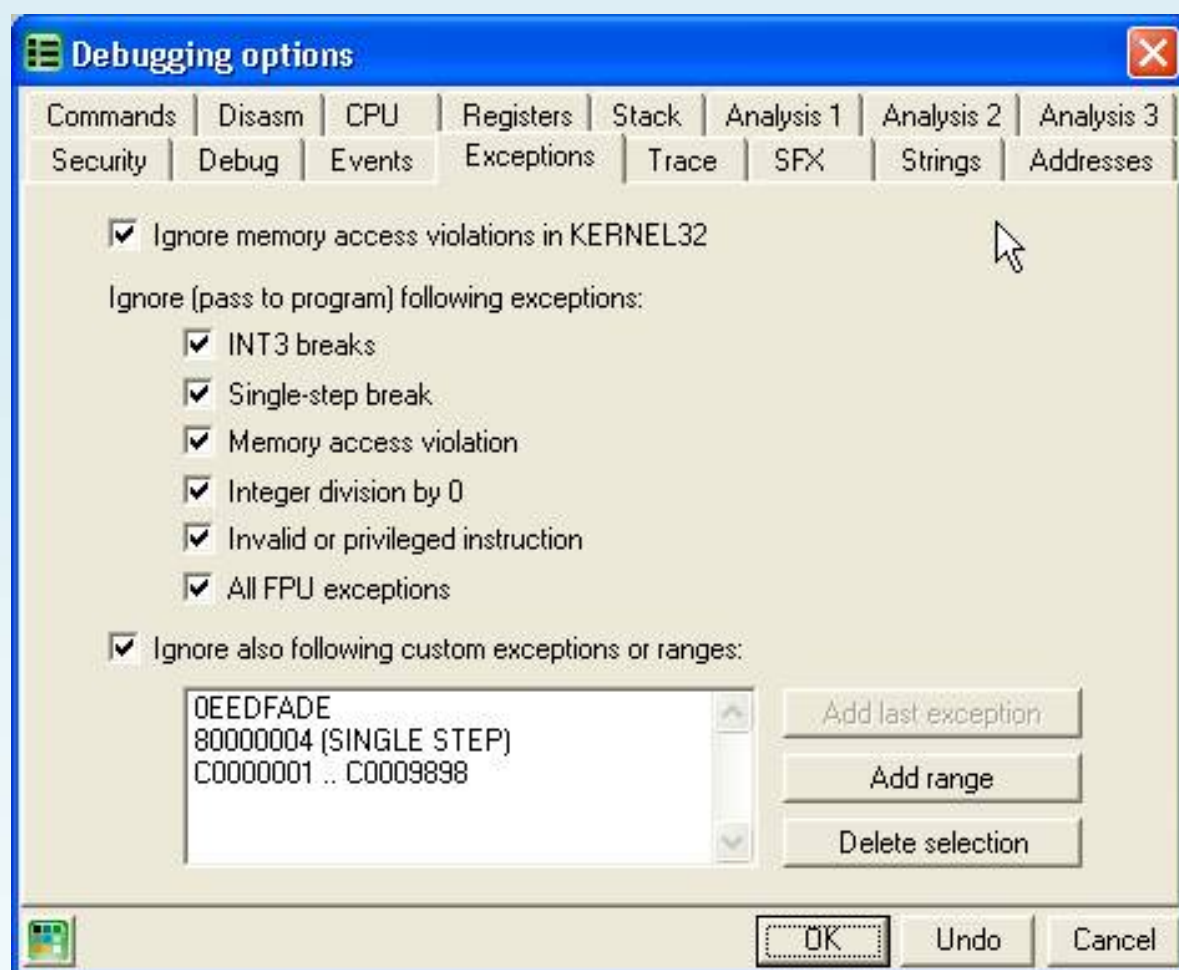 Debugging options
Commands Disasm CPU Registers Stack Analysis 1 Analysis 2 Analysis 3
Security Debug Events Exceptions Trace SFX Strings Addresses
Ignore memory access violations in KERNEL32
Ignore (pass to program) following exceptions:
INT3 breaks
Single-step break
Memory access violation
Integer division by 0
Invalid or privileged instruction
All FPU exceptions
Ignore also following custom exceptions or ranges:
0EEDFADE
80000004 (SINGLE STEP)
C0000001 .. C0009898
Add last exception
Add range
Delete selection
OK Undo Cancel